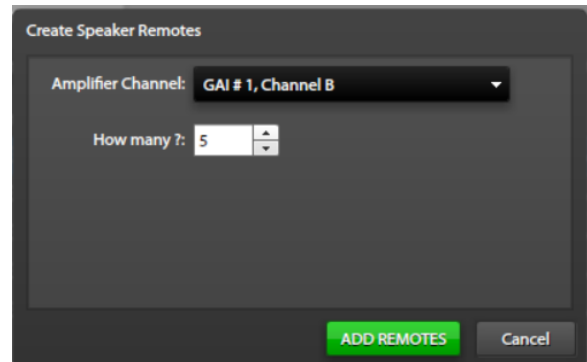 Create Speaker Remotes
Amplifier Channel: GAI # 1, Channel B
How many ?: 5
ADD REMOTES Cancel